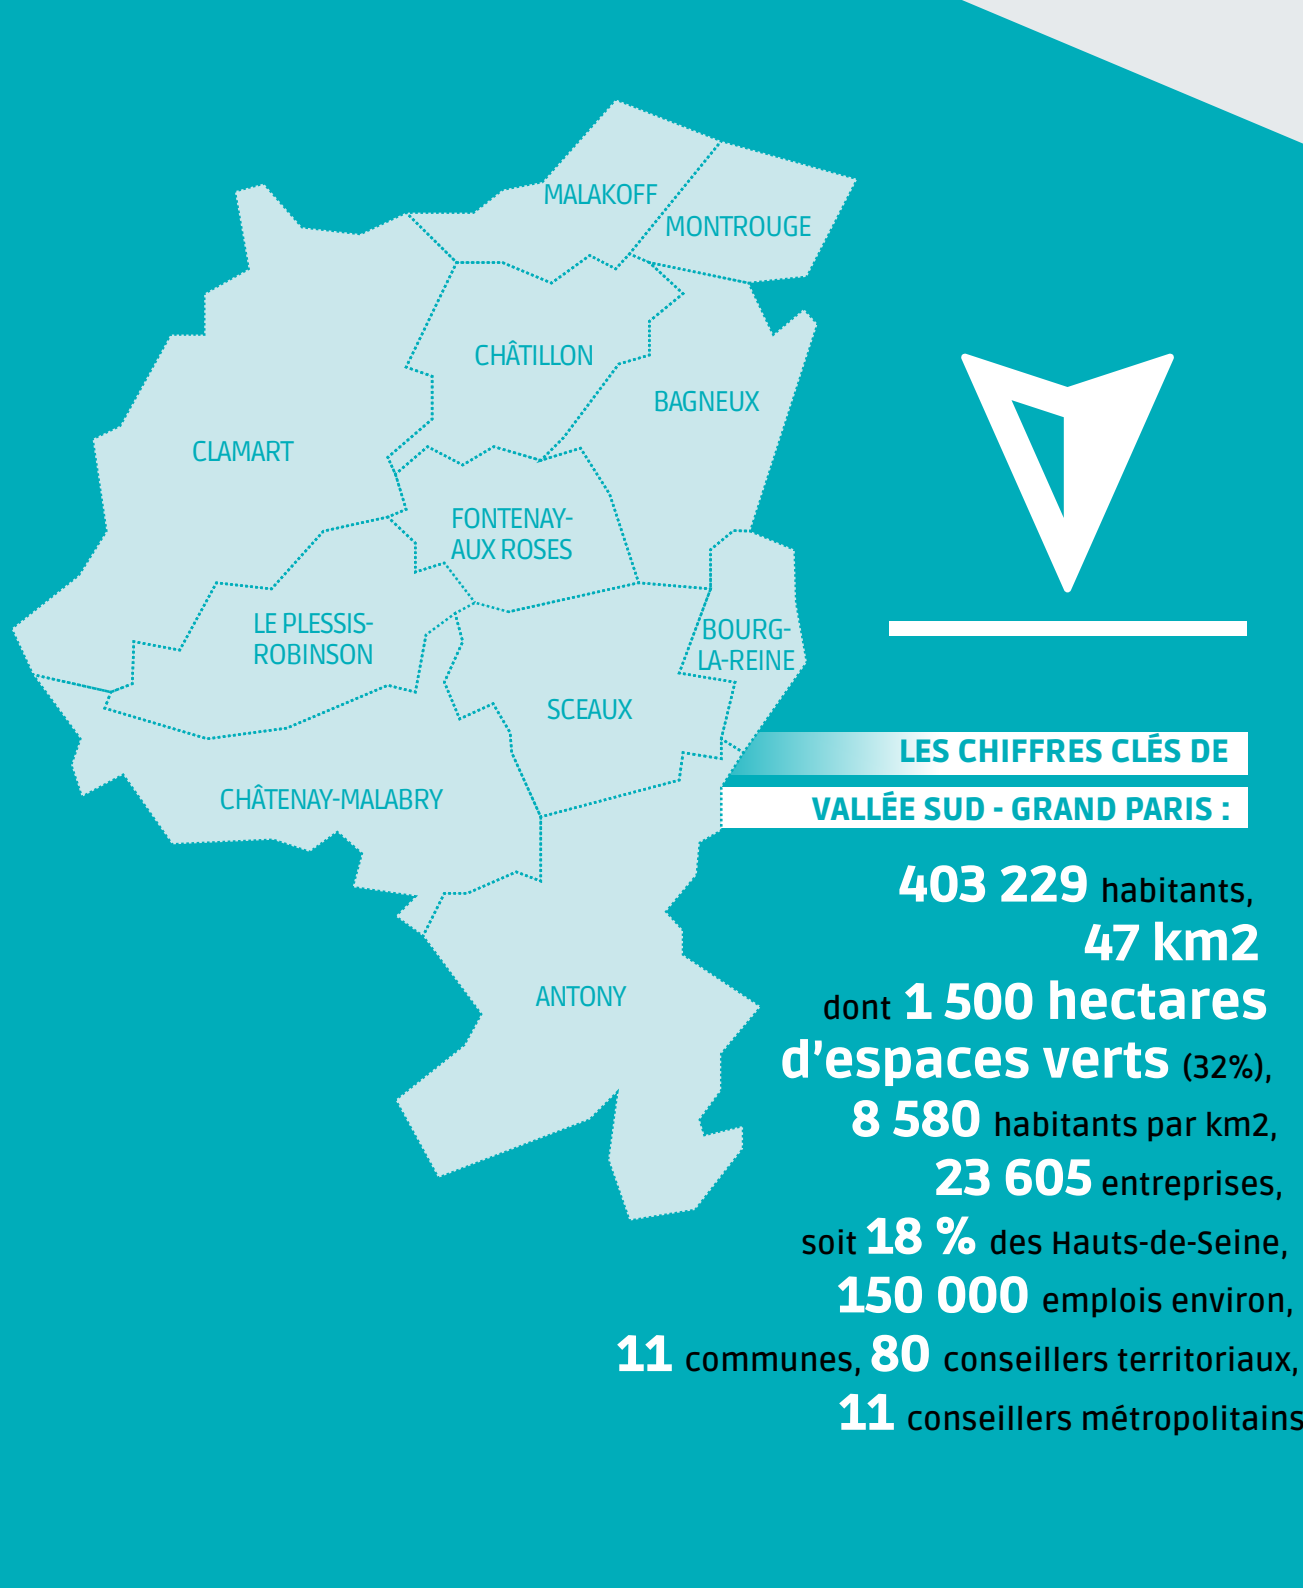 MALAKOFF
MONTROUGE
CHÂTILLON
BAGNEUX
CLAMART
FONTENAY-
AUX ROSES
LE PLESSIS-
ROBINSON
BOURG-
LA-REINE
SCEAUX
CHÂTENAY-MALABRY
ANTONY
LES CHIFFRES CLÉS DE
VALLÉE SUD - GRAND PARIS :
403 229 habitants,
47 km2
dont 1 500 hectares
d'espaces verts (32%),
8 580 habitants par km2,
23 605 entreprises,
soit 18 % des Hauts-de-Seine,
150 000 emplois environ,
11 communes, 80 conseillers territoriaux,
11 conseillers métropolitains